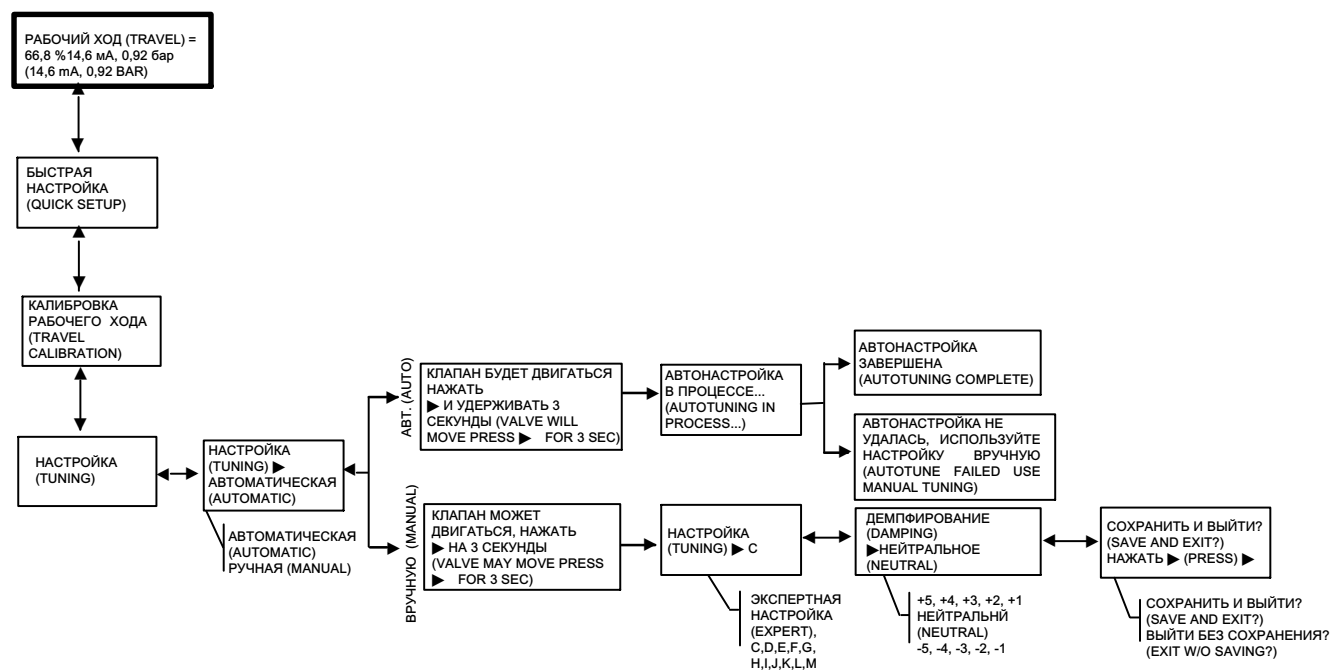 РАБОЧИЙ ХОД (TRAVEL) =
66,8 %14,6 мА, 0,92 бар
(14,6 mA, 0,92 BAR)
БЫСТРАЯ
НАСТРОЙКА
(QUICK SETUP)
КАЛИБРОВКА
РАБОЧЕГО ХОДА
(TRAVEL
CALIBRATION)
НАСТРОЙКА
(TUNING)
НАСТРОЙКА
(TUNING) ▶
АВТОМАТИЧЕСКАЯ
(AUTOMATIC)
АВТОМАТИЧЕСКАЯ
(AUTOMATIC)
РУЧНАЯ (MANUAL)
АВТ. (AUTO)
КЛАПАН БУДЕТ ДВИГАТЬСЯ
НАЖАТЬ
▶ И УДЕРЖИВАТЬ 3
СЕКУНДЫ (VALVE WILL
MOVE PRESS ▶ FOR 3 SEC)
АВТОНАСТРОЙКА
В ПРОЦЕССЕ...
(AUTOTUNING IN
PROCESS...)
АВТОНАСТРОЙКА
ЗАВЕРШЕНА
(AUTOTUNING COMPLETE)
АВТОНАСТРОЙКА НЕ
УДАЛАСЬ, ИСПОЛЬЗУЙТЕ
НАСТРОЙКУ ВРУЧНУЮ
(AUTOTUNE FAILED USE
MANUAL TUNING)
ВРУЧНУЮ (MANUAL)
КЛАПАН МОЖЕТ
ДВИГАТЬСЯ, НАЖАТЬ
▶ НА 3 СЕКУНДЫ
(VALVE MAY MOVE PRESS
▶ FOR 3 SEC)
НАСТРОЙКА
(TUNING) ▶ C
ЭКСПЕРТНАЯ
НАСТРОЙКА
(EXPERT),
C,D,E,F,G,
H,I,J,K,L,M
ДЕМПФИРОВАНИЕ
(DAMPING)
▶НЕЙТРАЛЬНОЕ
(NEUTRAL)
+5, +4, +3, +2, +1
НЕЙТРАЛЬНЙ
(NEUTRAL)
-5, -4, -3, -2, -1
СОХРАНИТЬ И ВЫЙТИ?
(SAVE AND EXIT?)
НАЖАТЬ ▶ (PRESS) ▶
СОХРАНИТЬ И ВЫЙТИ?
(SAVE AND EXIT?)
ВЫЙТИ БЕЗ СОХРАНЕНИЯ?
(EXIT W/O SAVING?)